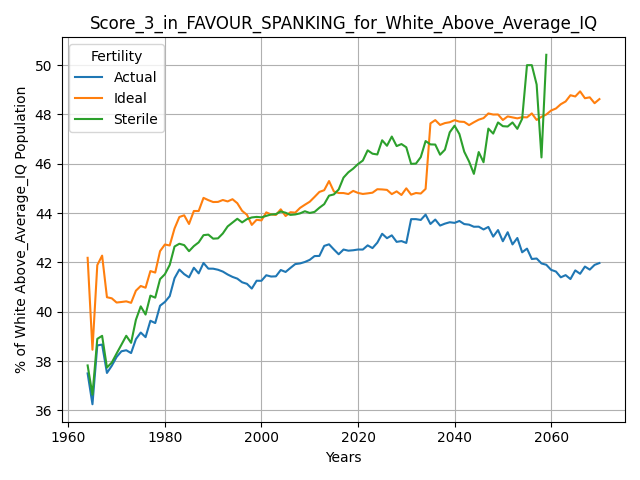 Score_3_in_FAVOUR_SPANKING_for_White_Above_Average_IQ
% of White Above_Average_IQ Population
Fertility
Actual
Ideal
Sterile
50
48
46
44
42
40
38
36
1960
1980
2000
2020
2040
2060
Years